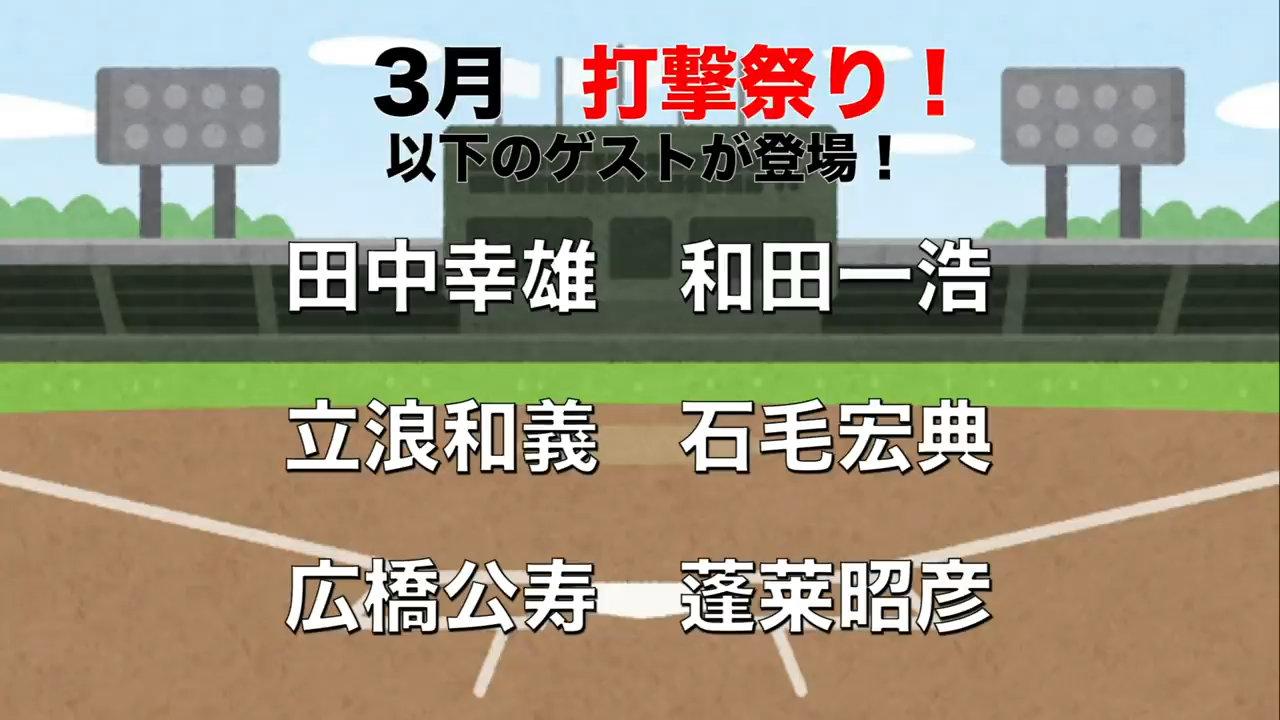 3月　打撃祭り！
以下のゲストが登場！
田中幸雄　和田一浩
立浪和義　石毛宏典
広橋公寿　蓬莱昭彦